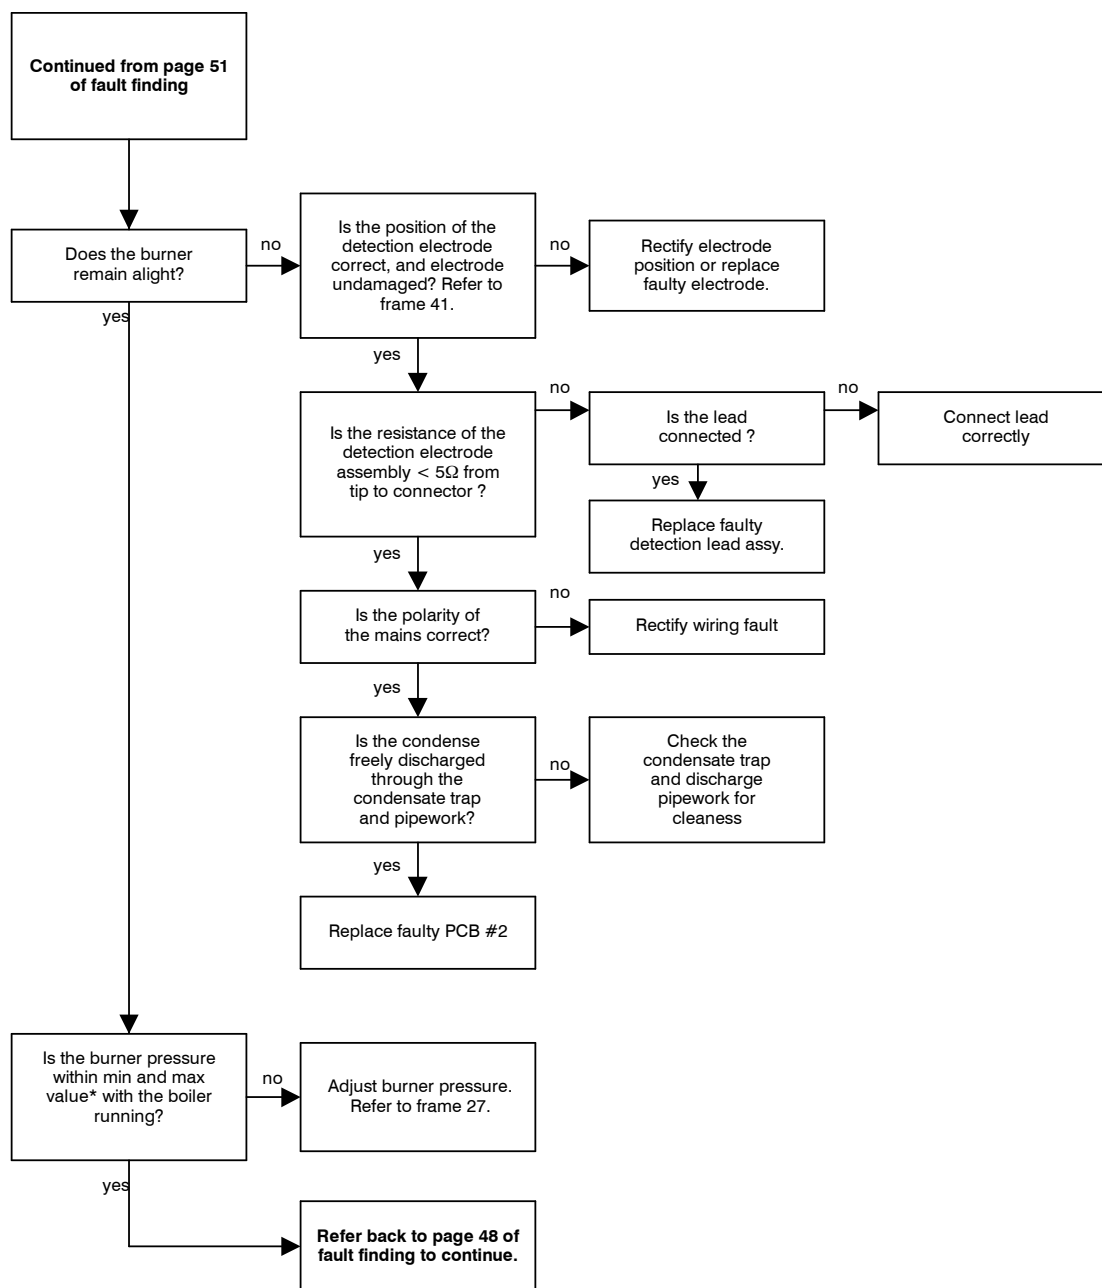 Continued from page 51
of fault finding
Does the burner
remain alight?
no
Is the position of the
detection electrode
correct, and electrode
undamaged? Refer to
frame 41.
no
Rectify electrode
position or replace
faulty electrode.
yes
yes
Is the resistance of the
detection electrode
assembly < 5Ω from
tip to connector ?
no
Is the lead
connected ?
no
Connect lead
correctly
yes
Replace faulty
detection lead assy.
yes
Is the polarity of
the mains correct?
no
Rectify wiring fault
yes
Is the condense
freely discharged
through the
condensate trap
and pipework?
no
Check the
condensate trap
and discharge
pipework for
cleaness
yes
Replace faulty PCB #2
Is the burner pressure
within min and max
value* with the boiler
running?
no
Adjust burner pressure.
Refer to frame 27.
yes
Refer back to page 48 of
fault finding to continue.